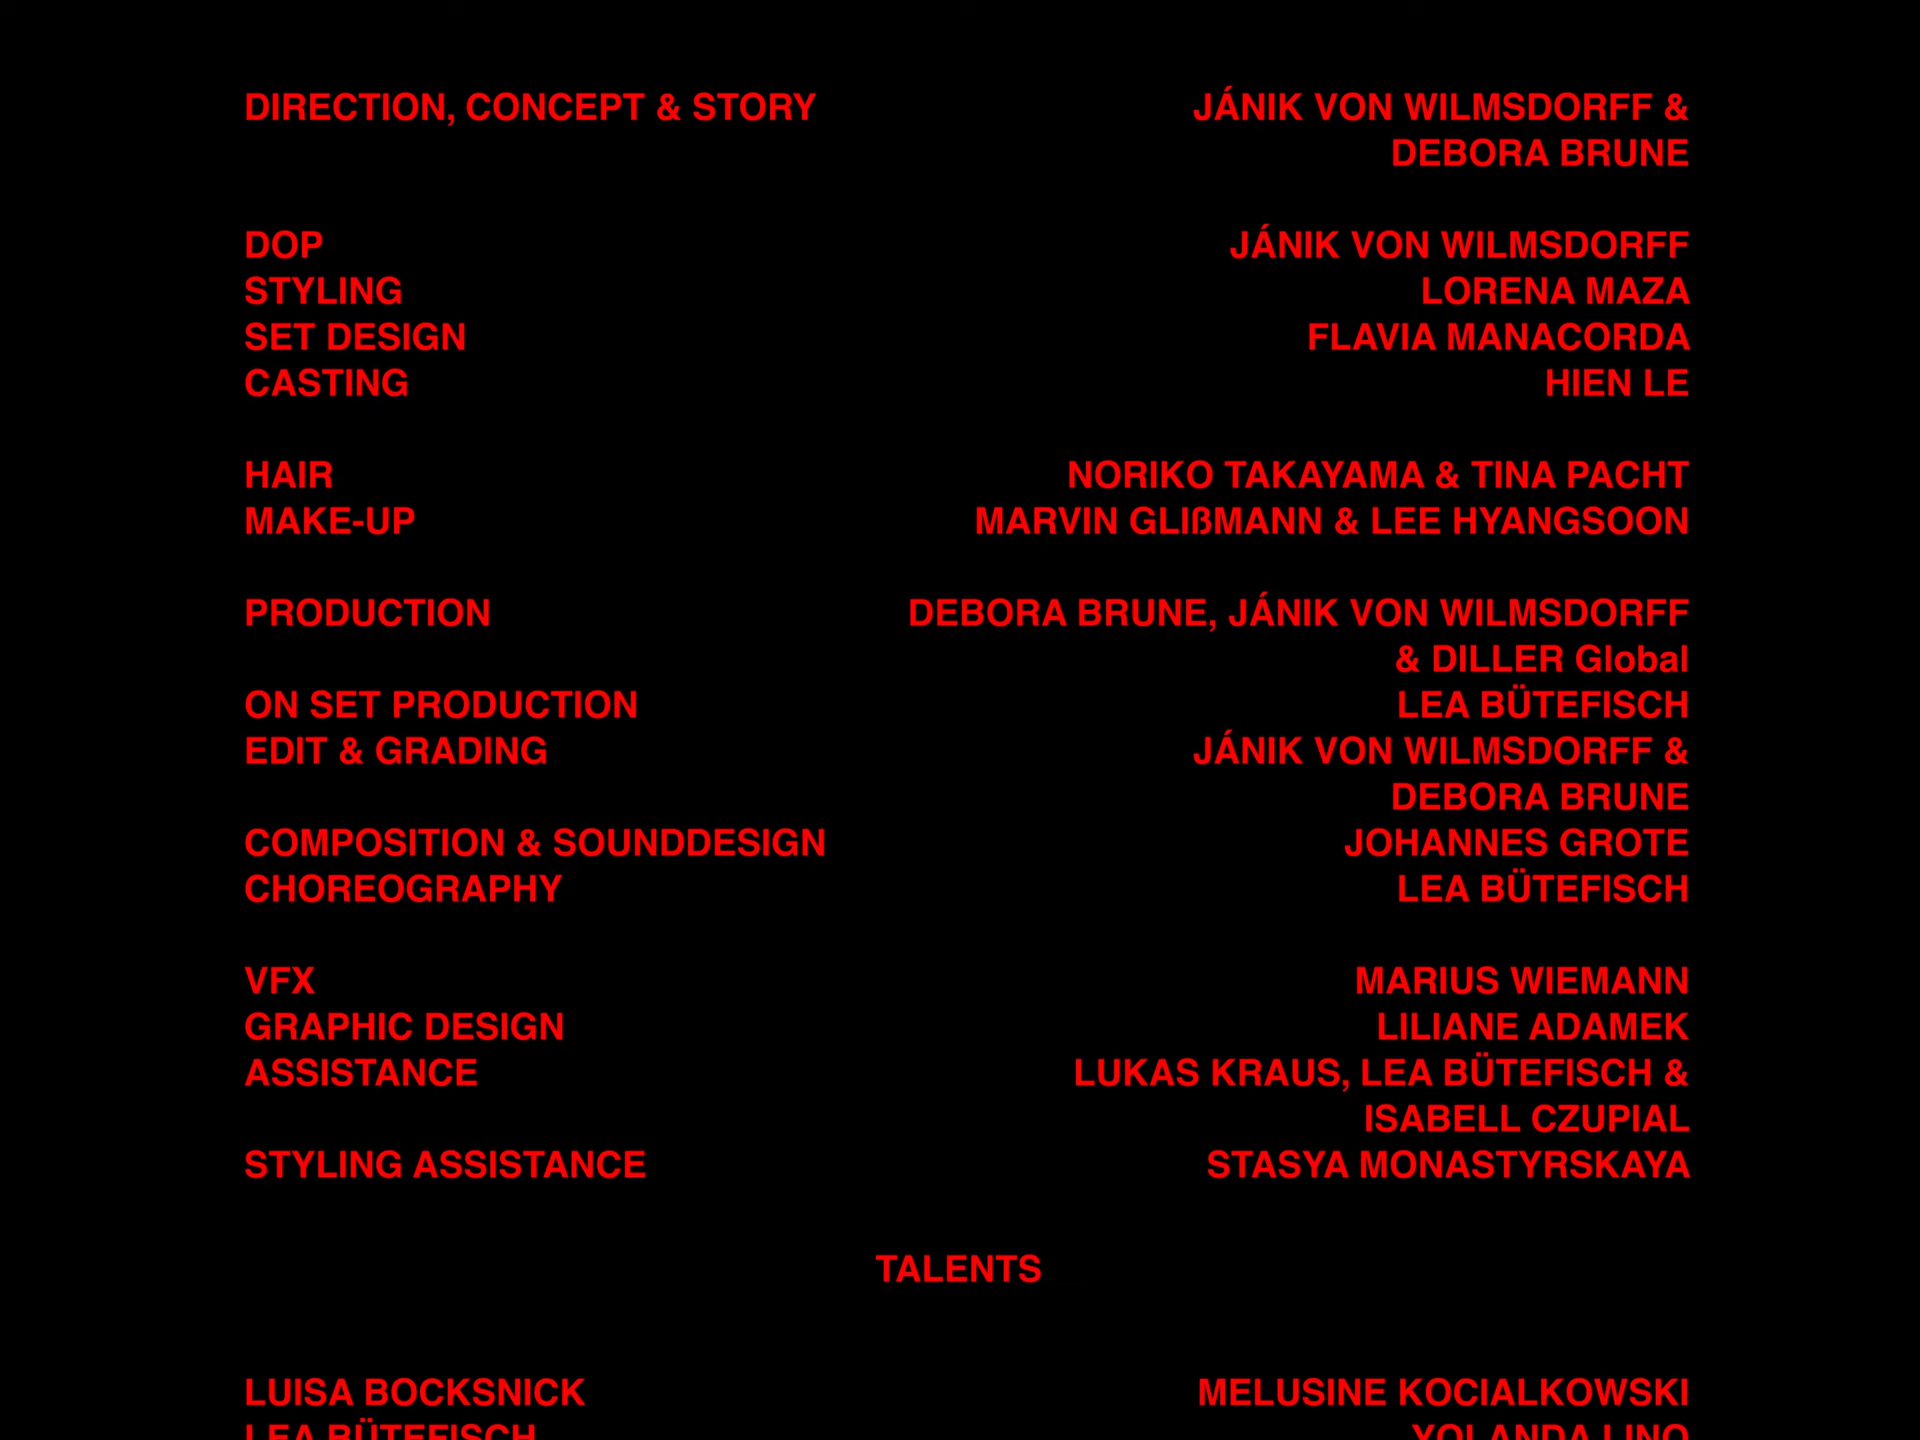 DIRECTION, CONCEPT & STORY JÁNIK VON WILMSDORFF &
DEBORA BRUNE
DOP JÁNIK VON WILMSDORFF
STYLING LORENA MAZA
SET DESIGN FLAVIA MANACORDA
CASTING HIEN LE
HAIR NORIKO TAKAYAMA & TINA PACHT
MAKE-UP MARVIN GLIßMANN & LEE HYANGSOON
PRODUCTION DEBORA BRUNE, JÁNIK VON WILMSDORFF
& DILLER Global
ON SET PRODUCTION LEA BÜTEFISCH
EDIT & GRADING JÁNIK VON WILMSDORFF &
DEBORA BRUNE
COMPOSITION & SOUNDDESIGN JOHANNES GROTE
CHOREOGRAPHY LEA BÜTEFISCH
VFX MARIUS WIEMANN
GRAPHIC DESIGN LILIANE ADAMEK
ASSISTANCE LUKAS KRAUS, LEA BÜTEFISCH &
ISABELL CZUPIAL
STYLING ASSISTANCE STASYA MONASTYRSKAYA
TALENTS
LUISA BOCKSNICK MELUSINE KOCIALKOWSKI
LEA BÜTEFISCH YOLANDA LINO